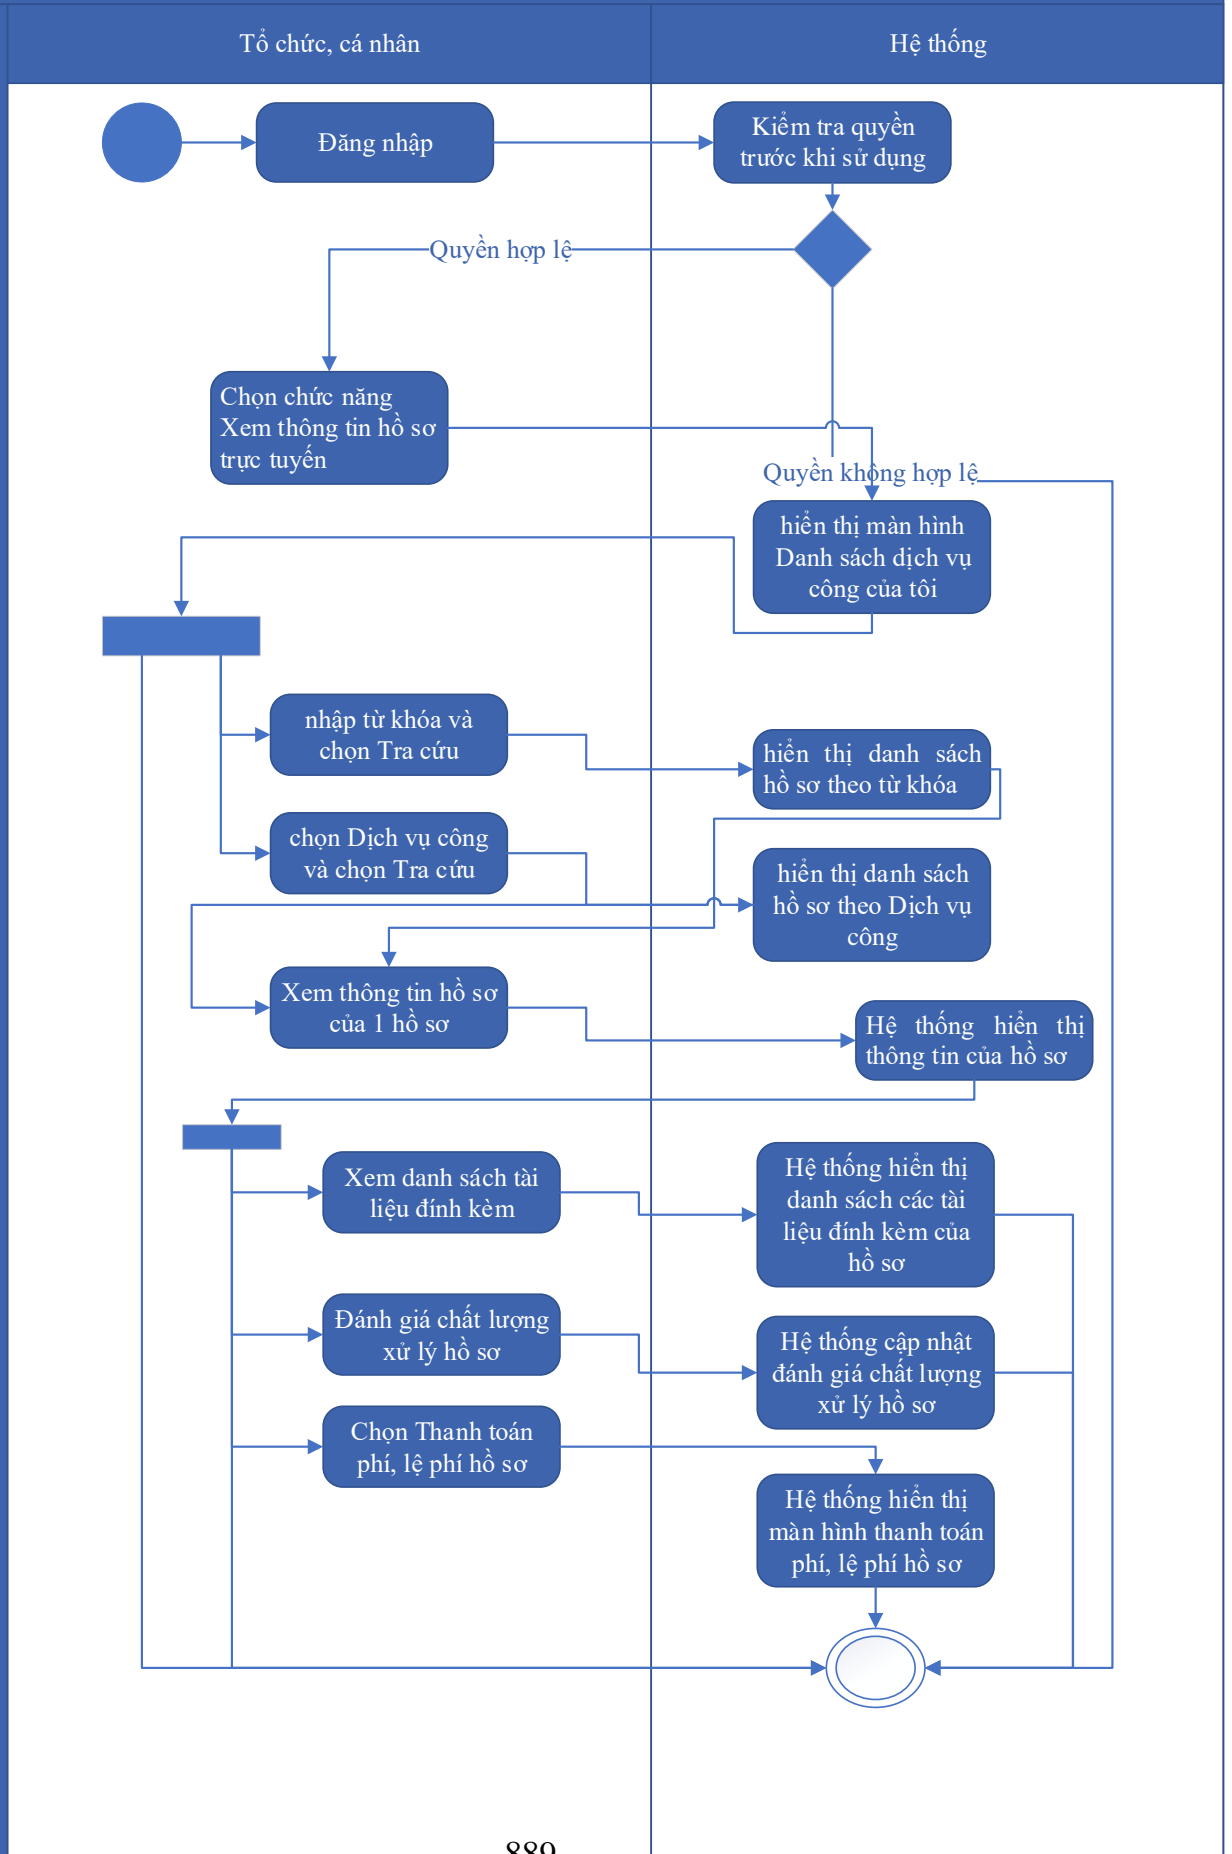 Tổ chức, cá nhân
Hệ thống
Đăng nhập
Kiểm tra quyền
trước khi sử dụng
Quyền hợp lệ
Chọn chức năng
Xem thông tin hồ sơ
trực tuyến
Quyền không hợp lệ
hiển thị màn hình
Danh sách dịch vụ
công của tôi
nhập từ khóa và
chọn Tra cứu
hiển thị danh sách
hồ sơ theo từ khóa
chọn Dịch vụ công
và chọn Tra cứu
hiển thị danh sách
hồ sơ theo Dịch vụ
công
Xem thông tin hồ sơ
của 1 hồ sơ
Hệ thống hiển thị
thông tin của hồ sơ
Xem danh sách tài
liệu đính kèm
Hệ thống hiển thị
danh sách các tài
liệu đính kèm của
hồ sơ
Đánh giá chất lượng
xử lý hồ sơ
Hệ thống cập nhật
đánh giá chất lượng
xử lý hồ sơ
Chọn Thanh toán
phí, lệ phí hồ sơ
Hệ thống hiển thị
màn hình thanh toán
phí, lệ phí hồ sơ
889